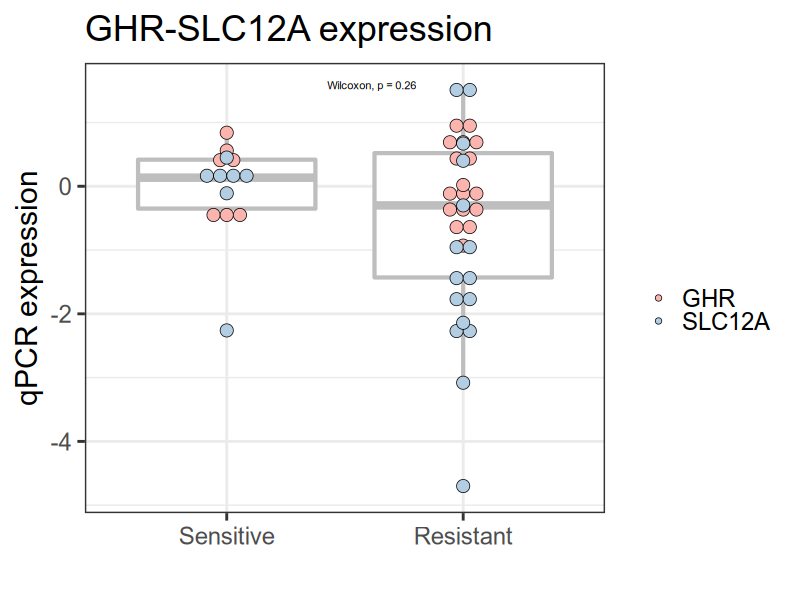 GHR-SLC12A expression
Wilcoxon, p = 0.26
qPCR expression
0
-2
-4
Sensitive
Resistant
GHR
SLC12A